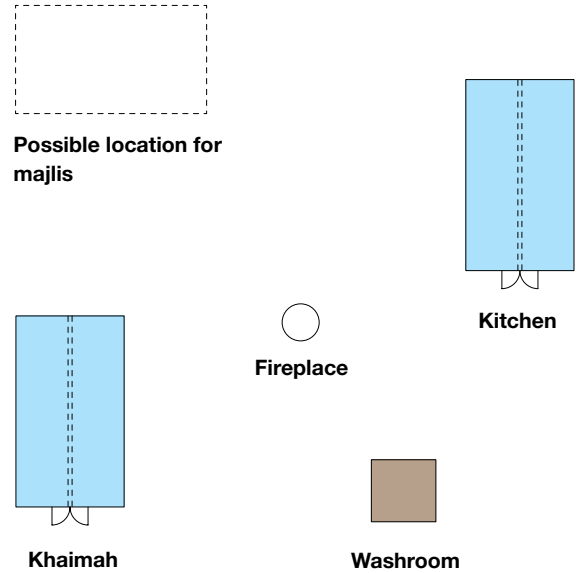 Possible location for
majlis
Kitchen
Fireplace
Khaimah
Washroom